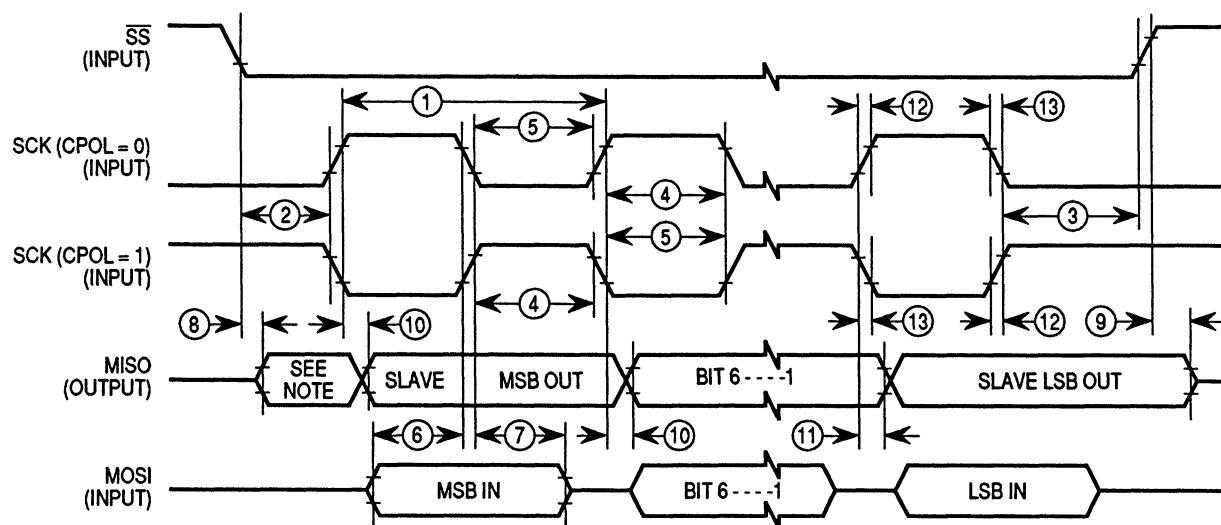 SS
(INPUT)
1
12
13
5
SCK (CPOL = 0)
(INPUT)
4
2
3
5
SCK (CPOL = 1)
(INPUT)
4
8
10
13
12
9
MISO
(OUTPUT)
SEE
NOTE
SLAVE
MSB OUT
BIT 6 - - - - - 1
SLAVE LSB OUT
6
7
10
11
MOSI
(INPUT)
MSB IN
BIT 6 - - - - - 1
LSB IN